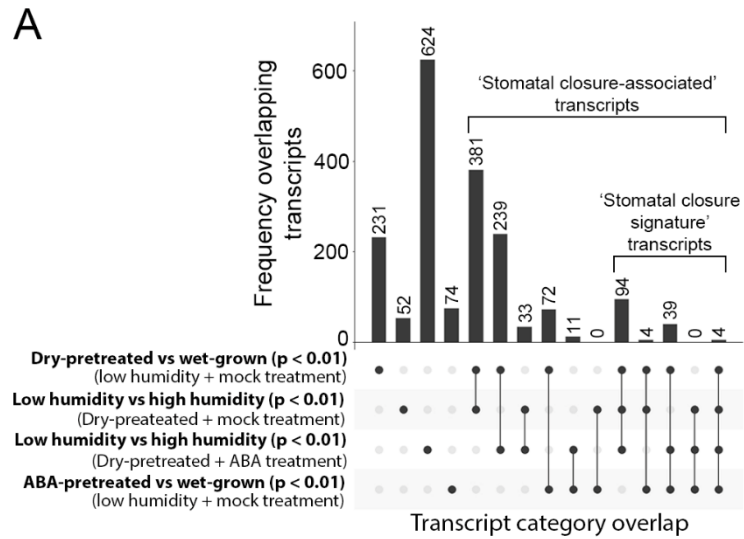 A
Frequency overlapping
transcripts
600
400
200
0
231
52
624
74
381
239
33
72
11
0
94
4
39
0
4
‘Stomatal closure-associated’
transcripts
‘Stomatal closure
signature’
transcripts
Dry-pretreated vs wet-grown (p < 0.01)
(low humidity + mock treatment)
Low humidity vs high humidity (p < 0.01)
(Dry-preateated + mock treatment)
Low humidity vs high humidity (p < 0.01)
(Dry-pretreated + ABA treatment)
ABA-pretreated vs wet-grown (p < 0.01)
(low humidity + mock treatment)
Transcript category overlap